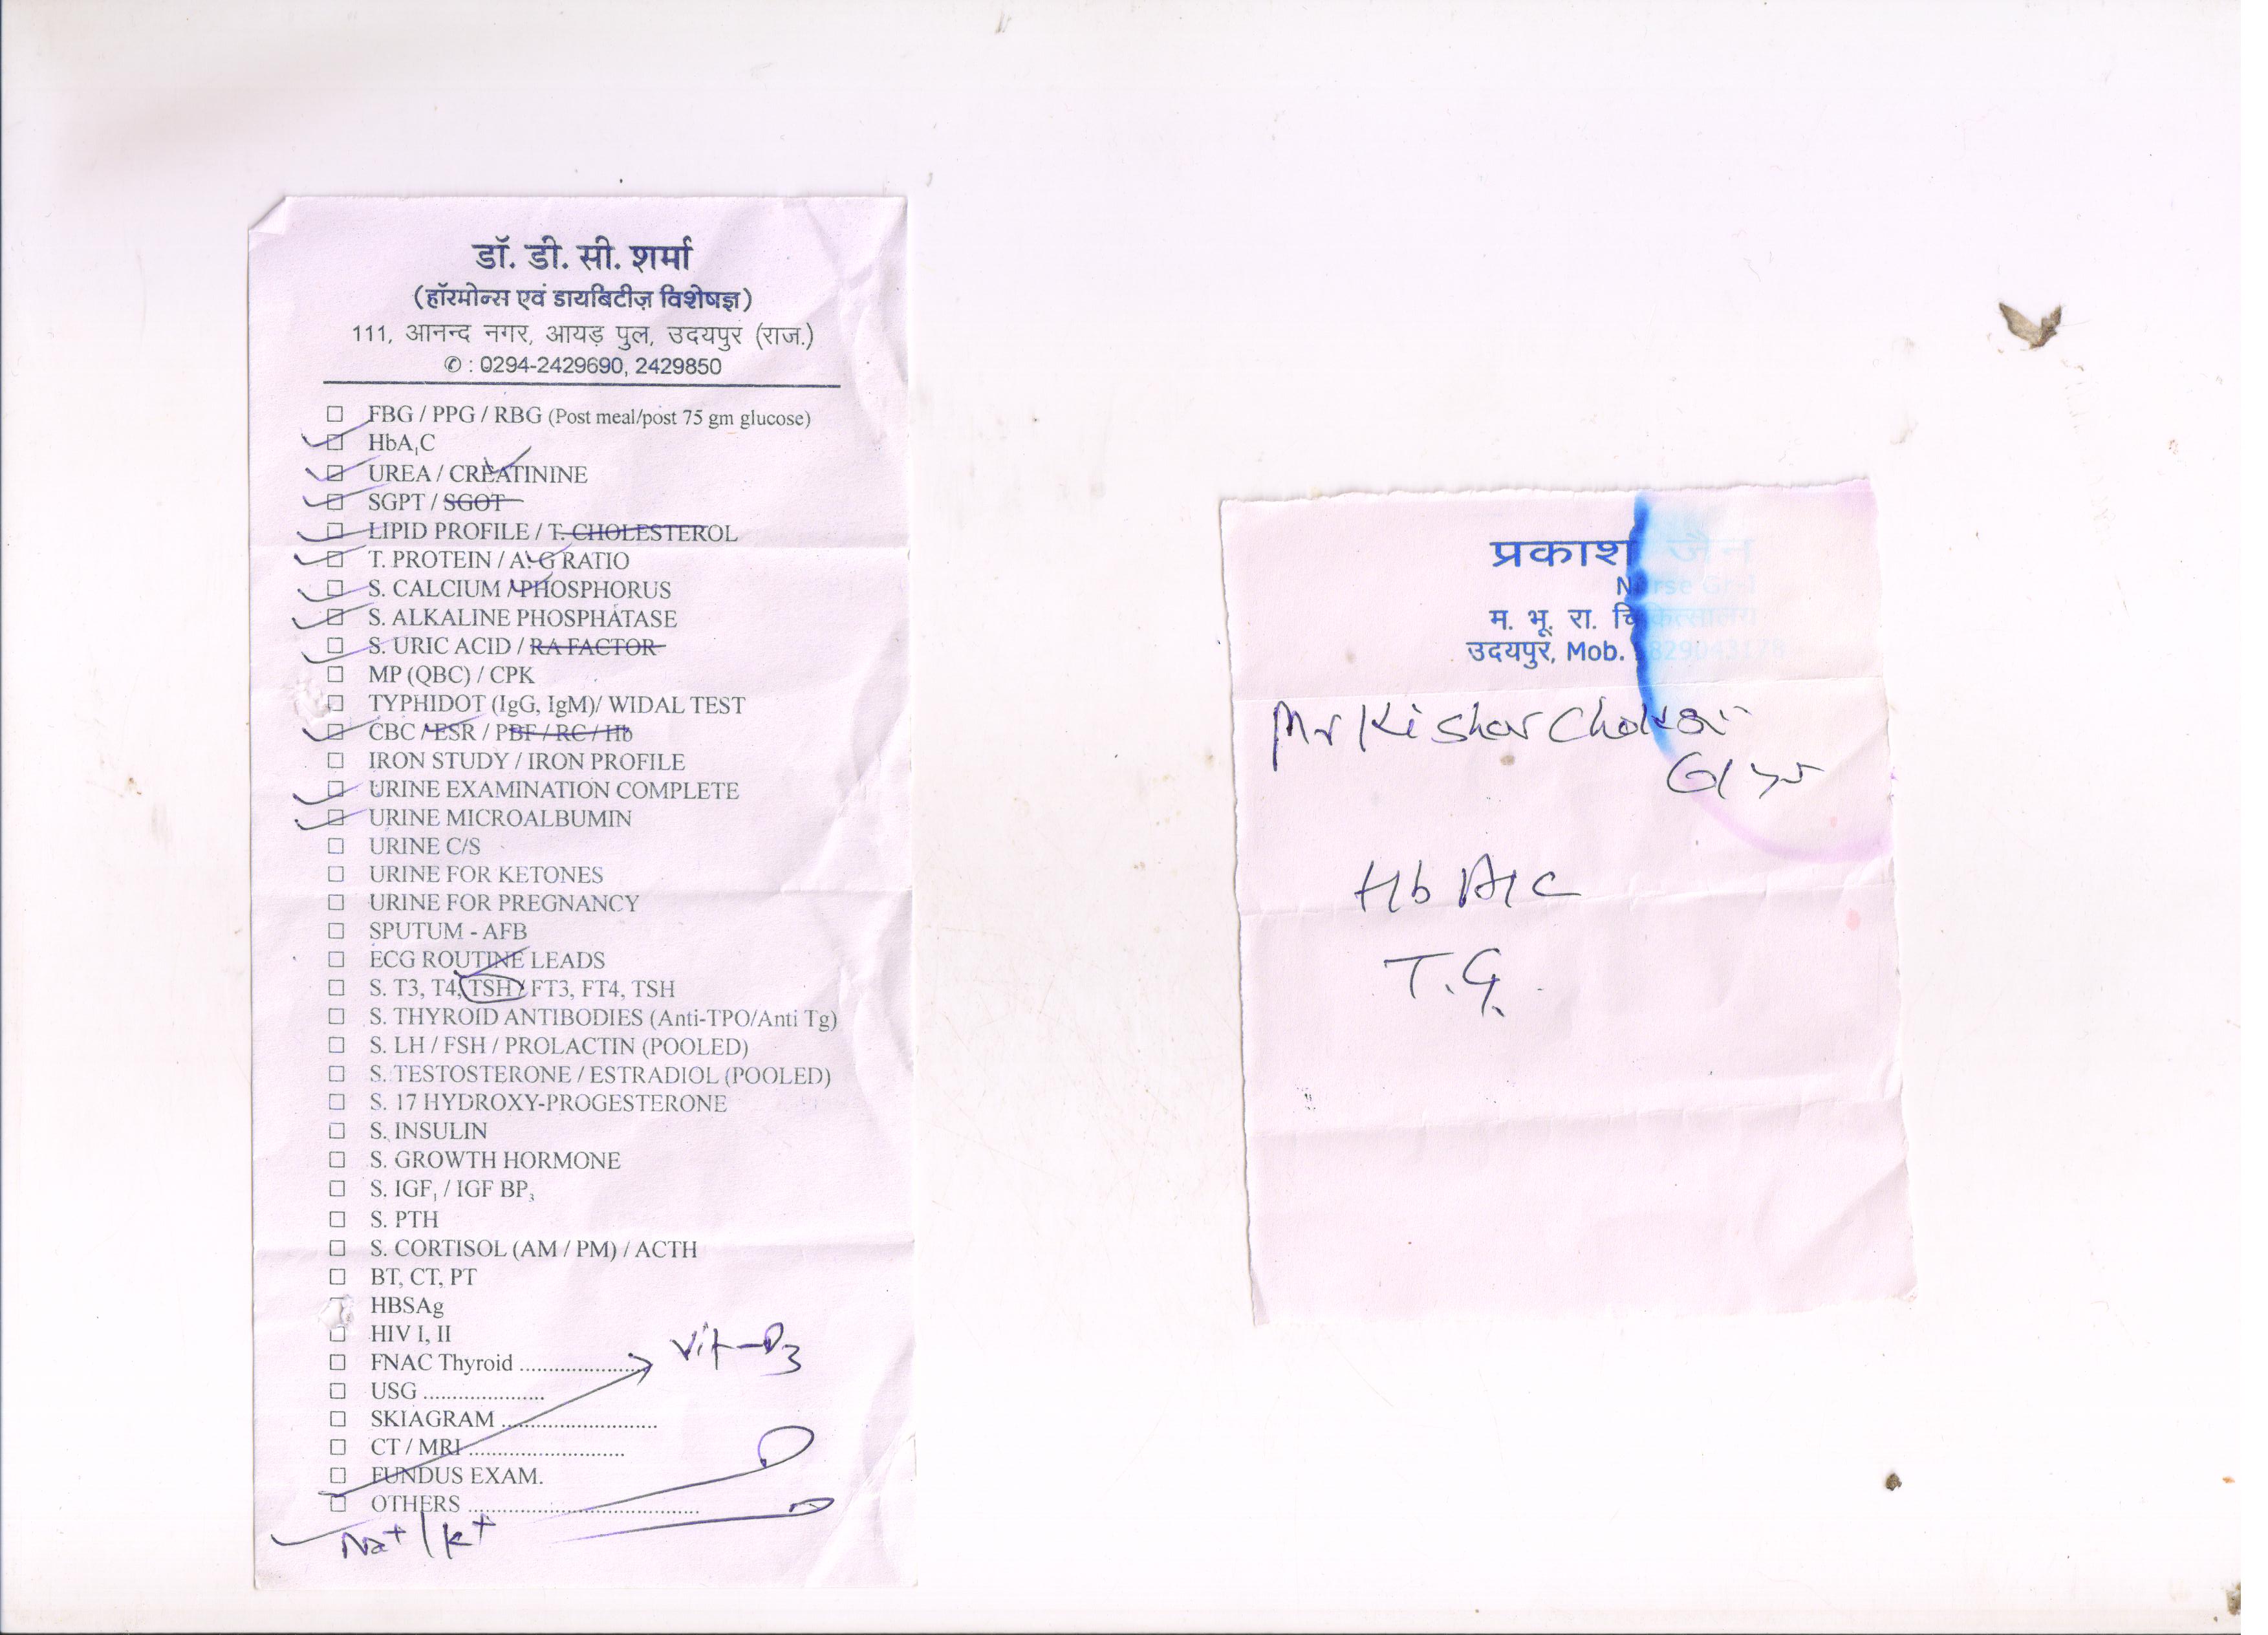 डॉ. डी. सी. शर्मा
(हॉरमोन्स एवं डायबिटीज़ विशेषज्ञ)
111, आनन्द नगर, आयड़ पुल, उदयपुर (राज.)
✆ : 0294-2429690, 2429850
☐ FBG / PPG / RBG (Post meal/post 75 gm glucose)
☐ HbA₁C
☐ UREA / CREATININE
☐ SGPT / SGOT
☐ LIPID PROFILE / T. CHOLESTEROL
☐ T. PROTEIN / A:G RATIO
☐ S. CALCIUM / PHOSPHORUS
☐ S. ALKALINE PHOSPHATASE
☐ S. URIC ACID / RA FACTOR
☐ MP (QBC) / CPK
☐ TYPHIDOT (IgG, IgM)/ WIDAL TEST
☐ CBC / ESR / PBF / RC / Hb
☐ IRON STUDY / IRON PROFILE
☐ URINE EXAMINATION COMPLETE
☐ URINE MICROALBUMIN
☐ URINE C/S
☐ URINE FOR KETONES
☐ URINE FOR PREGNANCY
☐ SPUTUM - AFB
☐ ECG ROUTINE LEADS
☐ S. T3, T4, TSH / FT3, FT4, TSH
☐ S. THYROID ANTIBODIES (Anti-TPO/Anti Tg)
☐ S. LH / FSH / PROLACTIN (POOLED)
☐ S. TESTOSTERONE / ESTRADIOL (POOLED)
☐ S. 17 HYDROXY-PROGESTERONE
☐ S. INSULIN
☐ S. GROWTH HORMONE
☐ S. IGF₁ / IGF BP₃
☐ S. PTH
☐ S. CORTISOL (AM / PM) / ACTH
☐ BT, CT, PT
☐ HBSAg
☐ HIV I, II
☐ FNAC Thyroid ......................
Vit-D3
☐ USG .....................
☐ SKIAGRAM ...........................
☐ CT / MRI ...........................
☐ FUNDUS EXAM.
☐ OTHERS ........................................
Na+ / K+
प्रकाश जैन
Nurse Gr-I
म. भू. रा. चिकित्सालय
उदयपुर, Mob.
Mr Kishor
HbA1C
T.G.